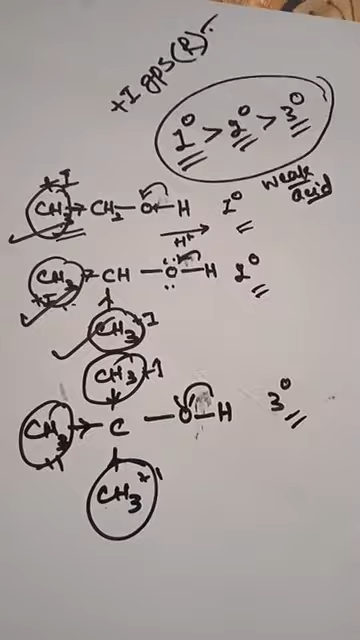 +I gps(R):
1° > 2° > 3°
weak acid
+I
CH3 → CH2 — O — H 1°
H+
CH3 → CH — O — H 2°
+I
CH3 +I
CH3 +I
CH3 → C — O — H 3°
+I
CH3 +I